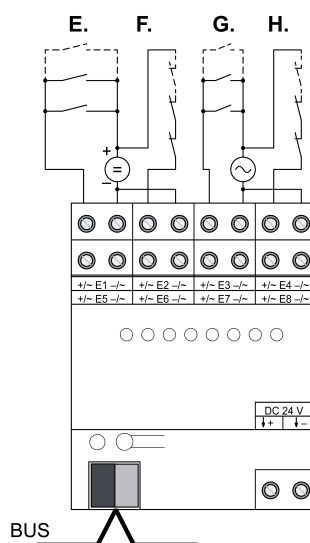 E. F. G. H.
+
=
–
~
+/~ E1 –/~ +/~ E2 –/~ +/~ E3 –/~ +/~ E4 –/~
+/~ E5 –/~ +/~ E6 –/~ +/~ E7 –/~ +/~ E8 –/~
DC 24 V
↓+ ↓–
BUS